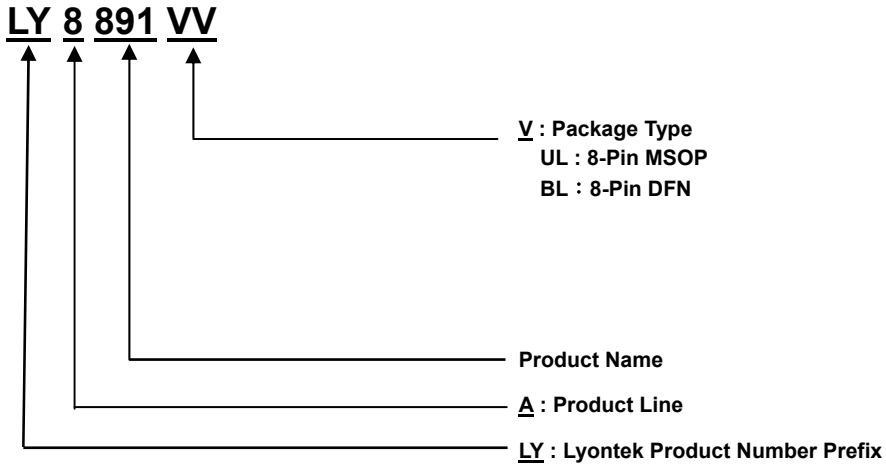 LY 8 891 VV
V : Package Type
UL : 8-Pin MSOP
BL：8-Pin DFN
Product Name
A : Product Line
LY : Lyontek Product Number Prefix